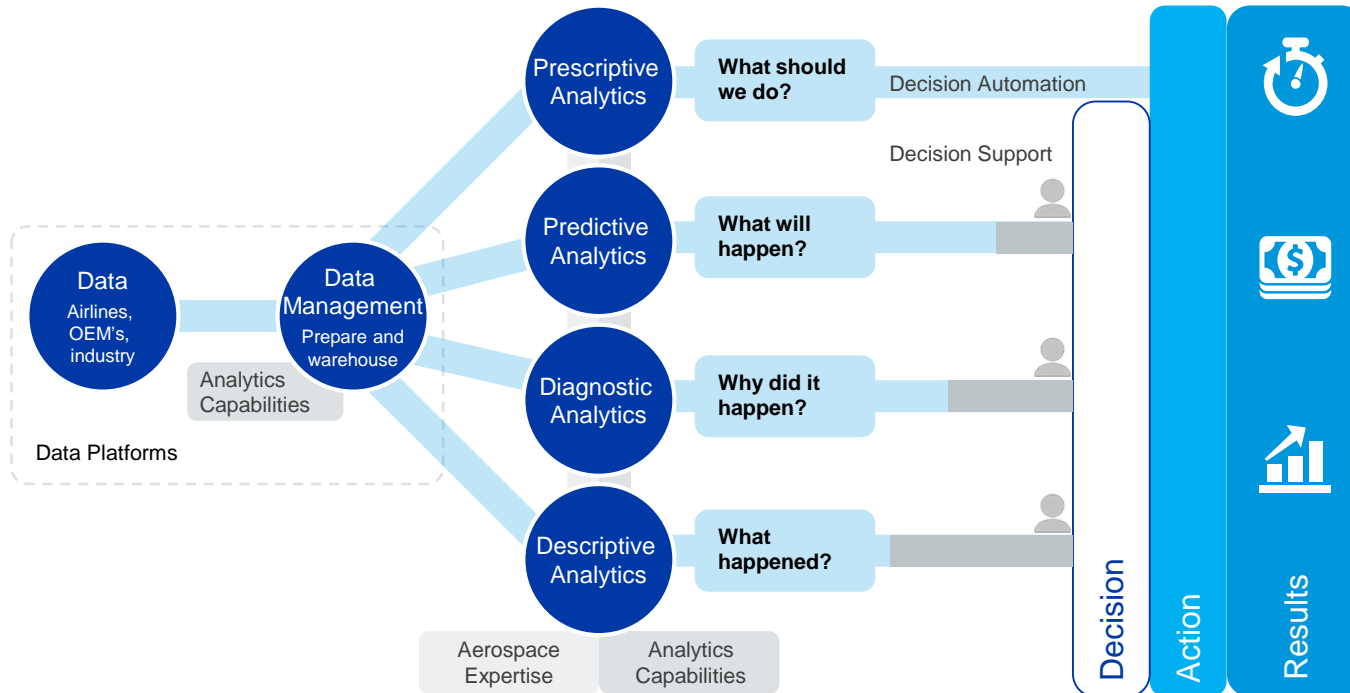 Prescriptive
Analytics
What should
we do?
Decision Automation
Decision Support
Predictive
Analytics
What will
happen?
Data
Airlines,
OEM's,
industry
Data
Management
Prepare and
warehouse
Analytics
Capabilities
Data Platforms
Diagnostic
Analytics
Why did it
happen?
Descriptive
Analytics
What
happened?
Aerospace
Expertise
Analytics
Capabilities
Decision
Action
Results
$